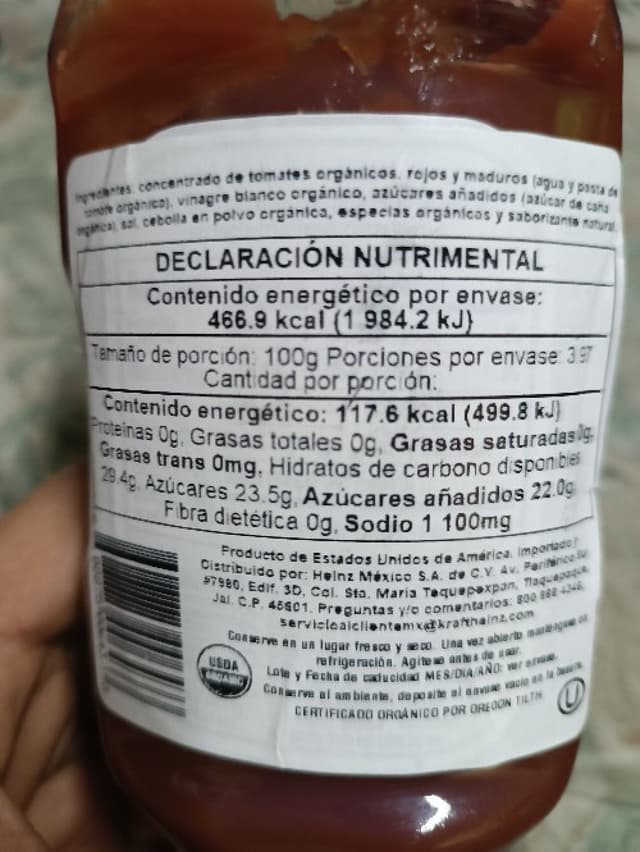 Ingredientes: concentrado de tomates orgánicos, rojos y maduros (agua y pasta de
tomate orgánico), vinagre blanco orgánico, azúcares añadidos (azúcar de caña
orgánica), sal, cebolla en polvo orgánica, especias orgánicas y saborizante natural.
DECLARACIÓN NUTRIMENTAL
Contenido energético por envase:
466.9 kcal (1 984.2 kJ)
Tamaño de porción: 100g Porciones por envase: 3.97
Cantidad por porción:
Contenido energético: 117.6 kcal (499.8 kJ)
Proteínas 0g, Grasas totales 0g, Grasas saturadas 0g,
Grasas trans 0mg, Hidratos de carbono disponibles
29.4g, Azúcares 23.5g, Azúcares añadidos 22.0g
Fibra dietética 0g, Sodio 1 100mg
Producto de Estados Unidos de América. Importado y
Distribuido por: Heinz México S.A. de C.V. Av. Periférico Sur
#7980, Edif. 3D, Col. Sta. María Tequepexpan, Tlaquepaque,
Jal. C.P. 45601. Preguntas y/o comentarios: 800
servicioalclientemx@kraftheinz.com
Conserve en un lugar fresco y seco. Una vez abierto manténgase en
refrigeración. Agítese antes de usar.
Lote y Fecha de caducidad MES/DIA/AÑO: ver envase.
Conserve el ambiente, deposite el envase vacío en la basura.
CERTIFICADO ORGÁNICO POR OREGON TILTH
USDA
ORGANIC
U